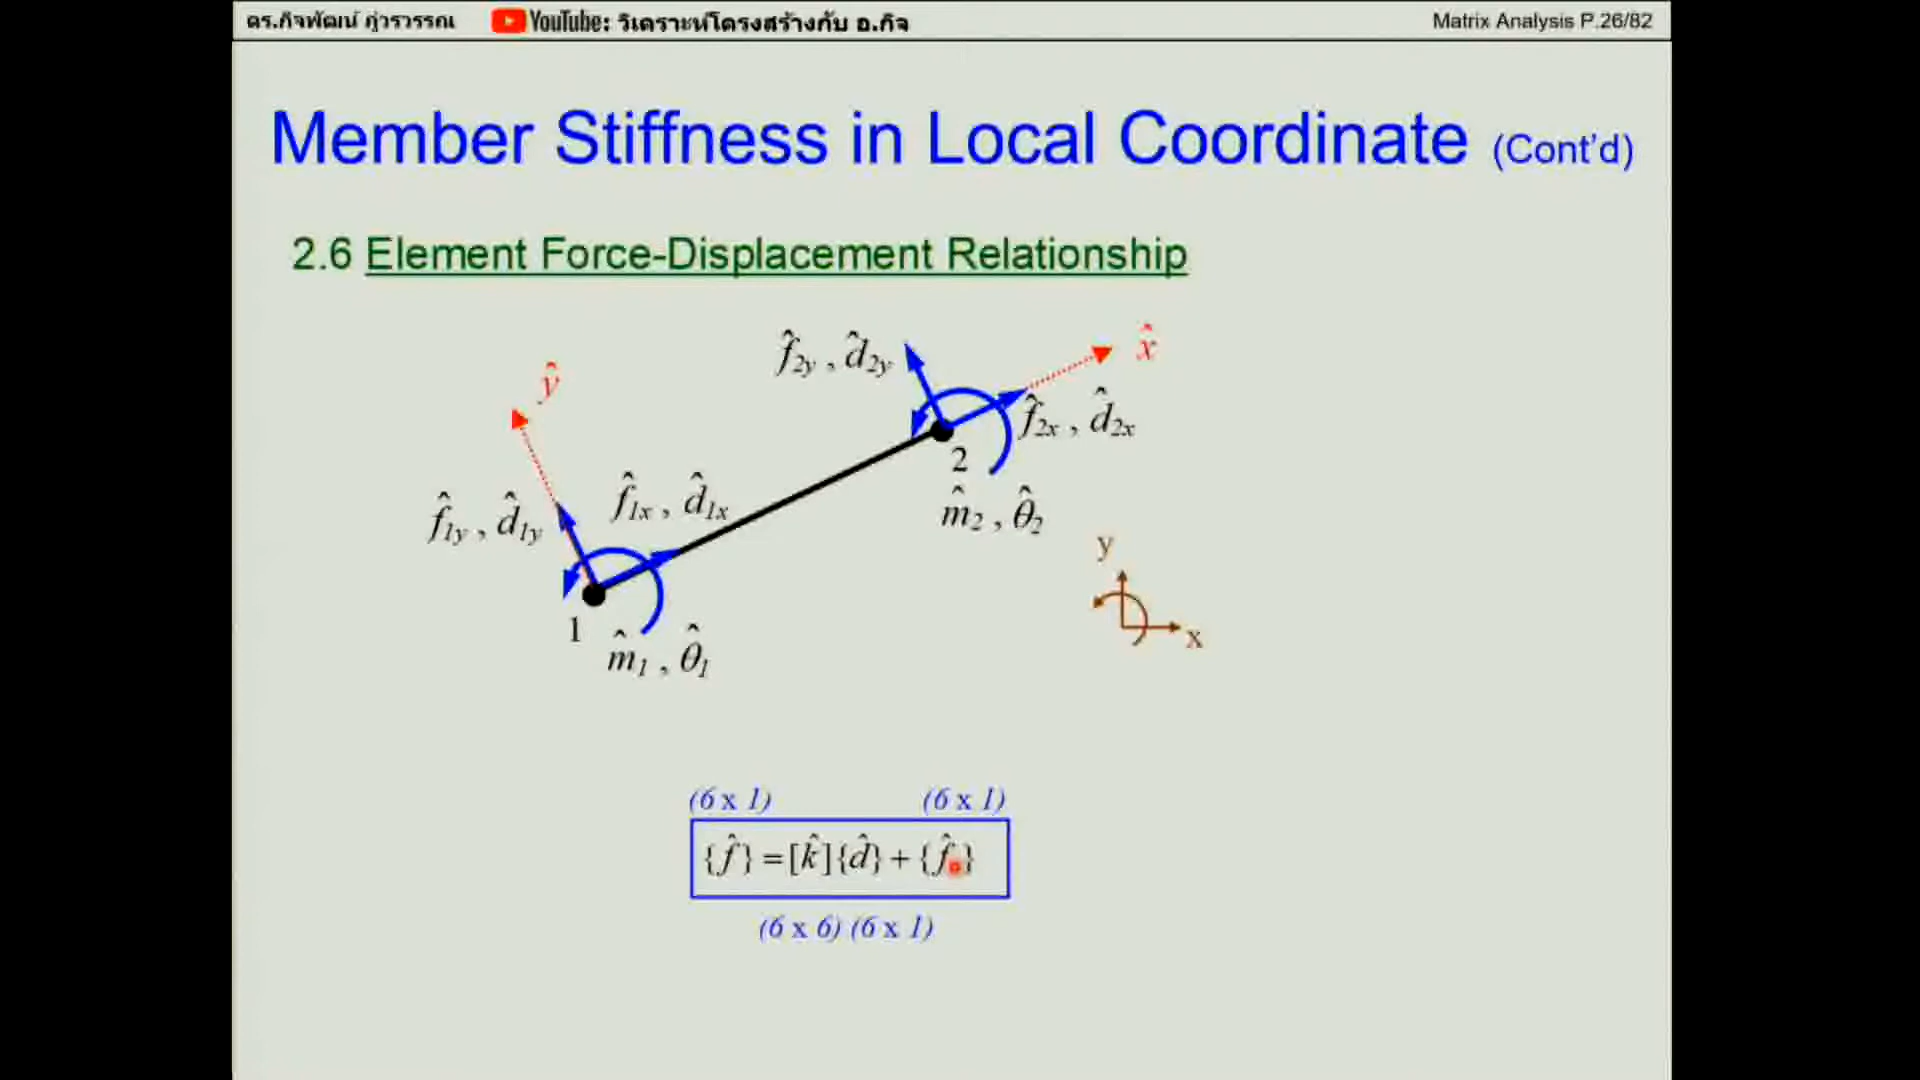 ดร.กิจพัฒน์ ภู่วรวรรณ
YouTube: วิเคราะห์โครงสร้างกับ อ.กิจ
Matrix Analysis P.26/82
Member Stiffness in Local Coordinate (Cont'd)
2.6 Element Force-Displacement Relationship
f̂2y , d̂2y
x̂
ŷ
f̂2x , d̂2x
2
f̂1x , d̂1x
f̂1y , d̂1y
m̂2 , θ̂2
y
1
x
m̂1 , θ̂1
(6 x 1) (6 x 1)
{f̂} = [k̂]{d̂} + {f̂}
(6 x 6) (6 x 1)